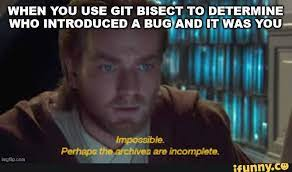 WHEN YOU USE GIT BISECT TO DETERMINE
WHO INTRODUCED A BUG AND IT WAS YOU
Impossible.
Perhaps the archives are incomplete.
imgflip.com
ifunny.co